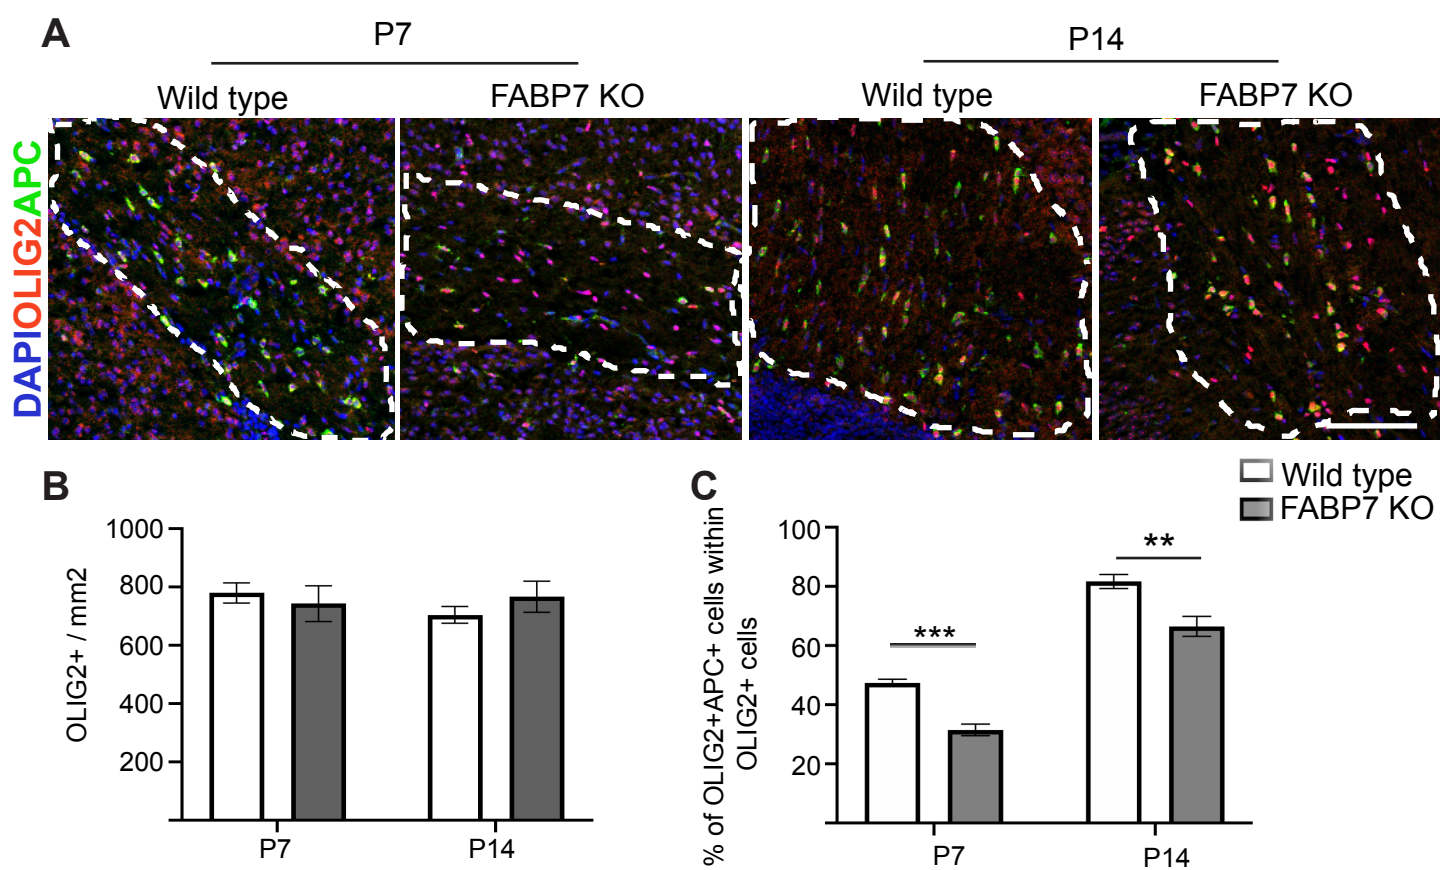 A
P7
P14
Wild type
FABP7 KO
Wild type
FABP7 KO
DAPIOLIG2APC
B
C
Wild type
FABP7 KO
OLIG2+ / mm2
1000
800
600
400
200
P7
P14
% of OLIG2+APC+ cells within
OLIG2+ cells
100
80
60
40
20
***
**
P7
P14